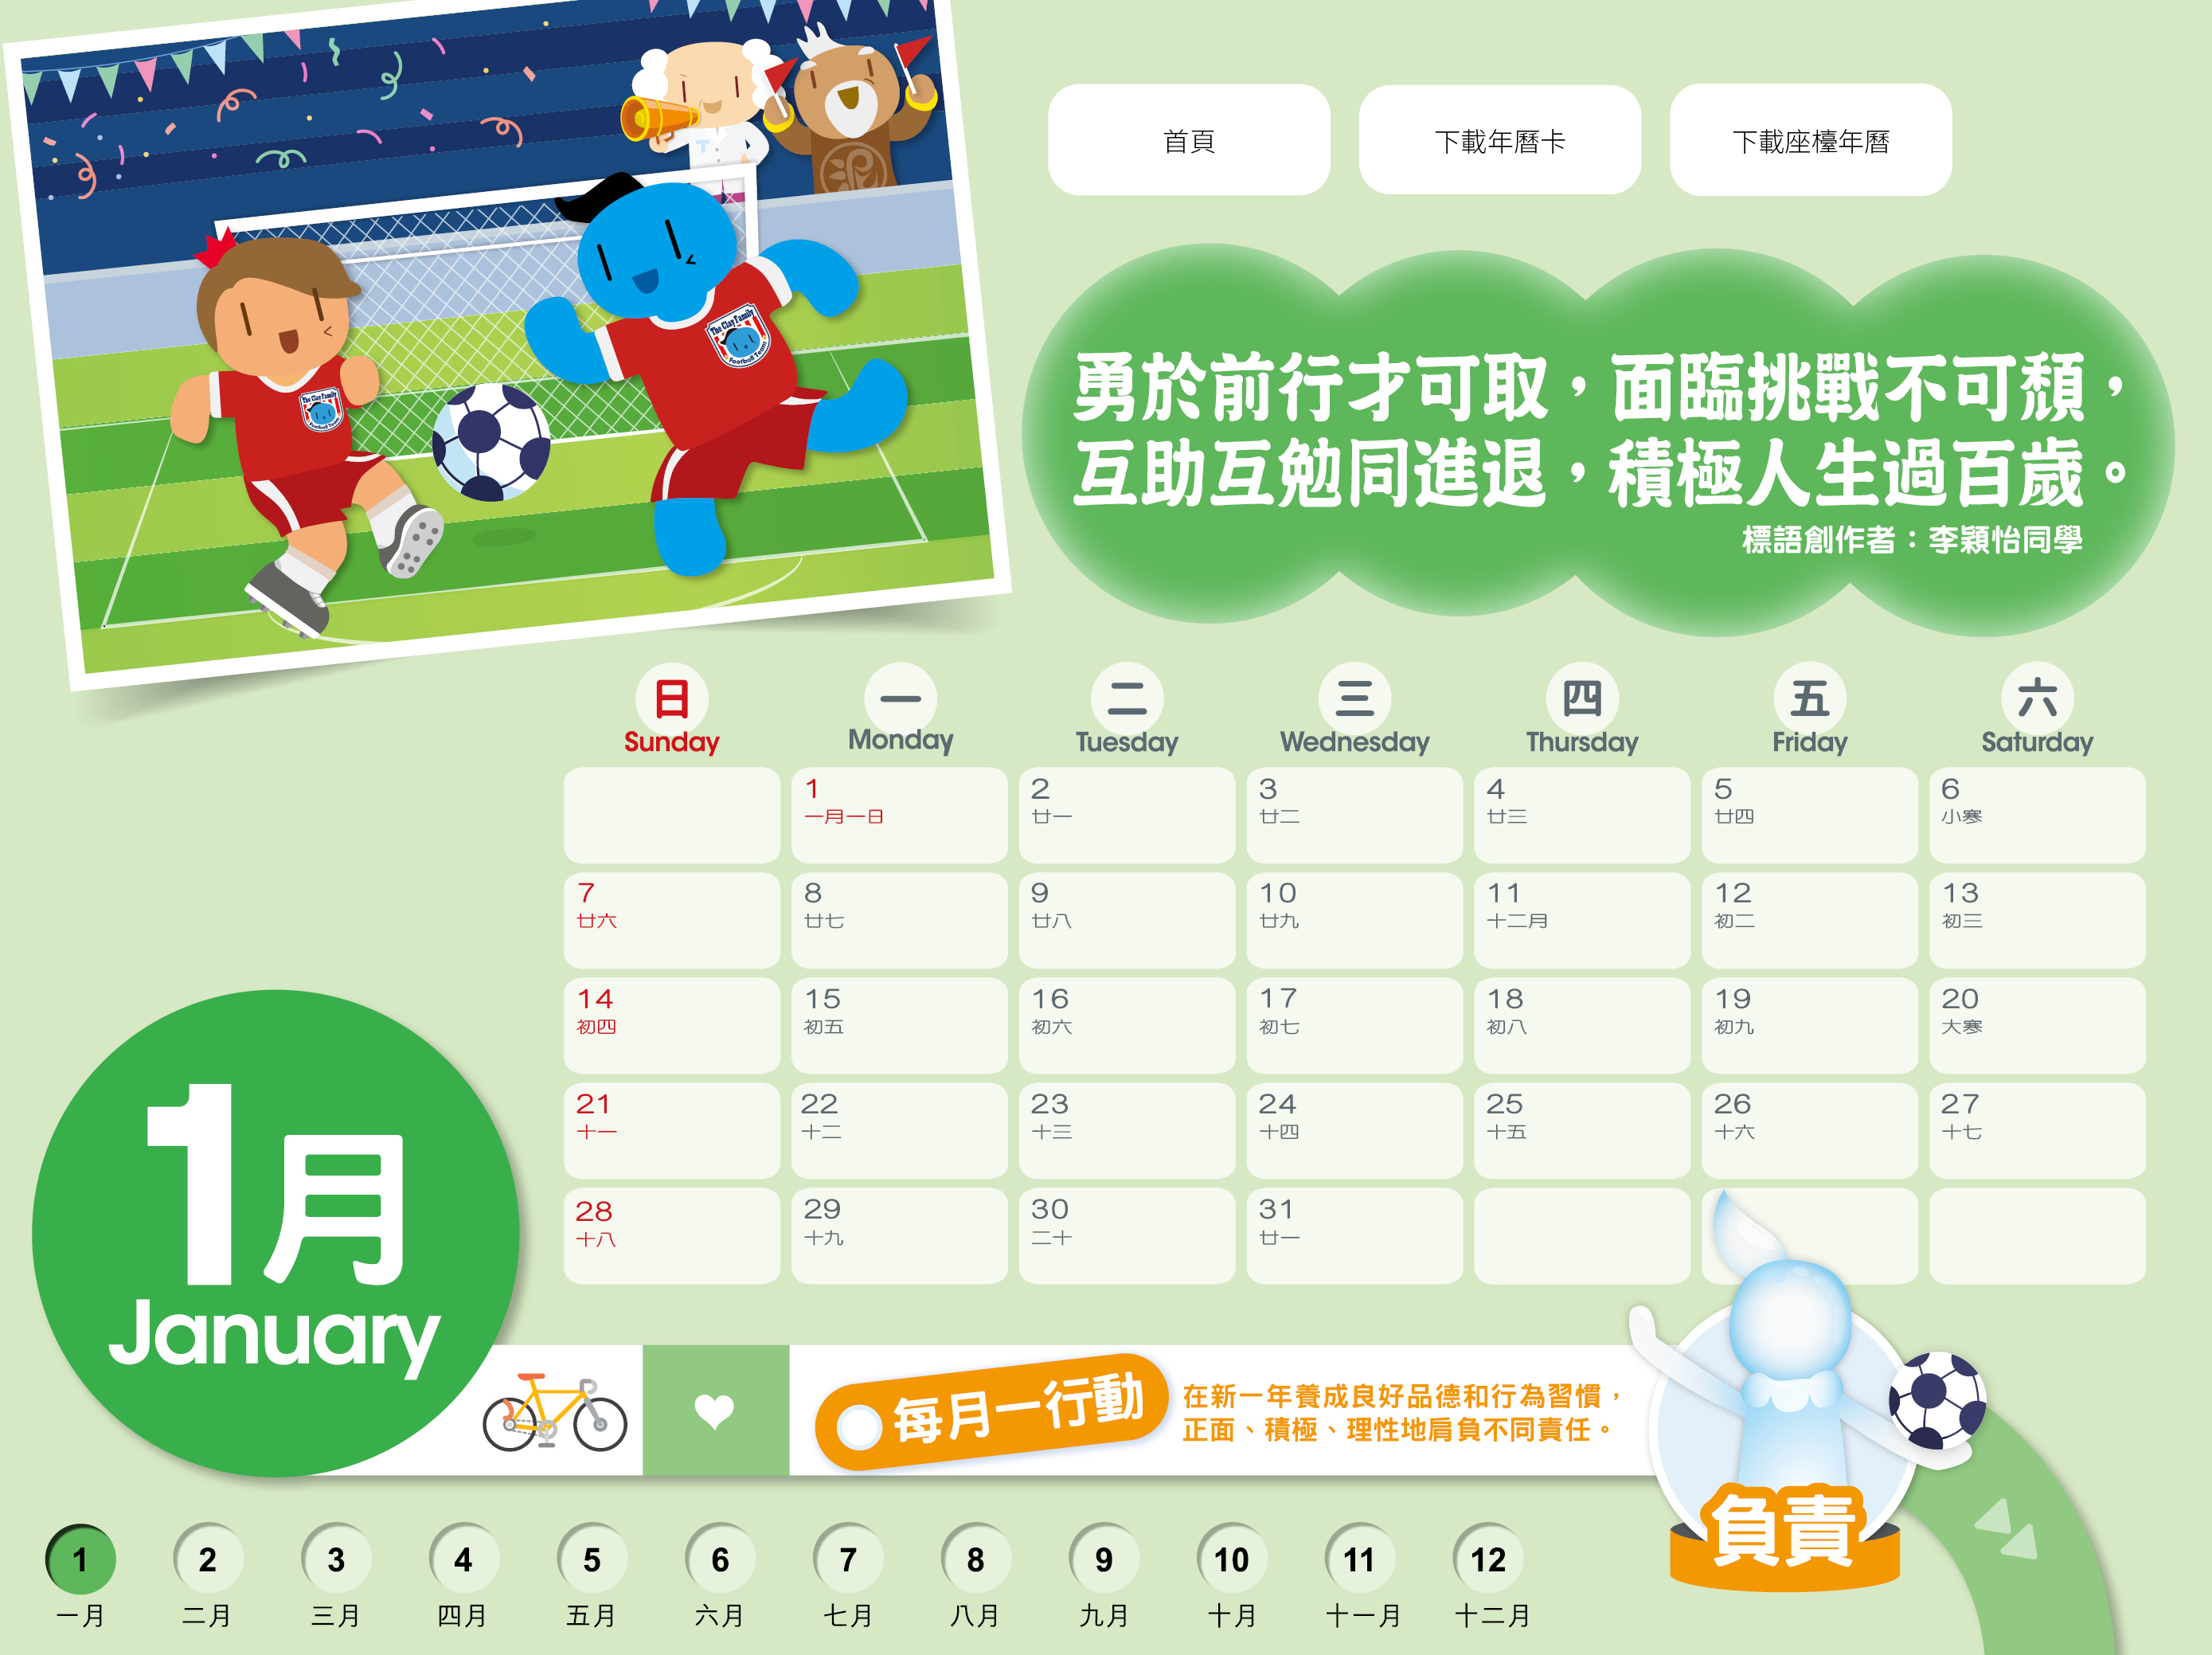 The Clay Family
Football Team
The Clay Family
Football Team
T
首頁
下載年曆卡
下載座檯年曆
勇於前行才可取，面臨挑戰不可頹，
互助互勉同進退，積極人生過百歲。
標語創作者：李穎怡同學
日 一 二 三 四 五 六
Sunday Monday Tuesday Wednesday Thursday Friday Saturday
1 2 3 4 5 6
一月一日 廿一 廿二 廿三 廿四 小寒
7 8 9 10 11 12 13
廿六 廿七 廿八 廿九 十二月 初二 初三
14 15 16 17 18 19 20
初四 初五 初六 初七 初八 初九 大寒
21 22 23 24 25 26 27
十一 十二 十三 十四 十五 十六 十七
28 29 30 31
十八 十九 二十 廿一
1月
January
每月一行動
在新一年養成良好品德和行為習慣，
正面、積極、理性地肩負不同責任。
負責
1 2 3 4 5 6 7 8 9 10 11 12
一月 二月 三月 四月 五月 六月 七月 八月 九月 十月 十一月 十二月